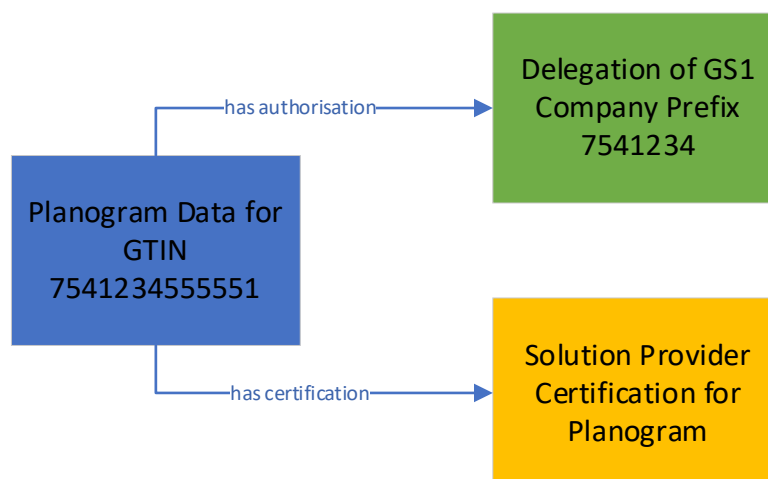 Delegation of GS1
Company Prefix
7541234
has authorisation
Planogram Data for
GTIN
7541234555551
has certification
Solution Provider
Certification for
Planogram